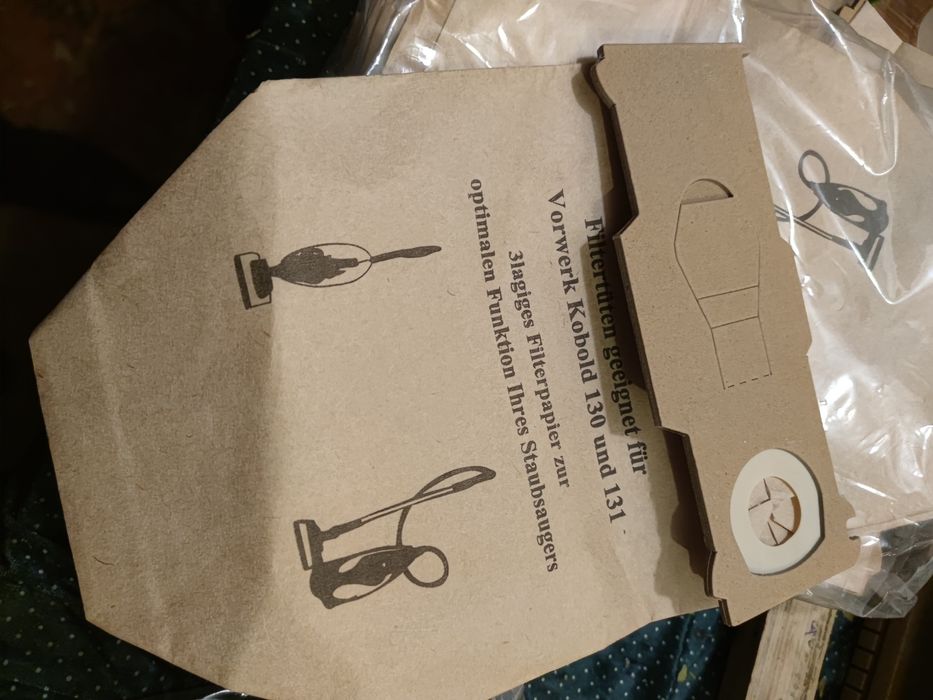 Filtertüten geeignet für
Vorwerk Kobold 130 und 131
3lagiges Filterpapier zur
optimalen Funktion Ihres Staubsaugers